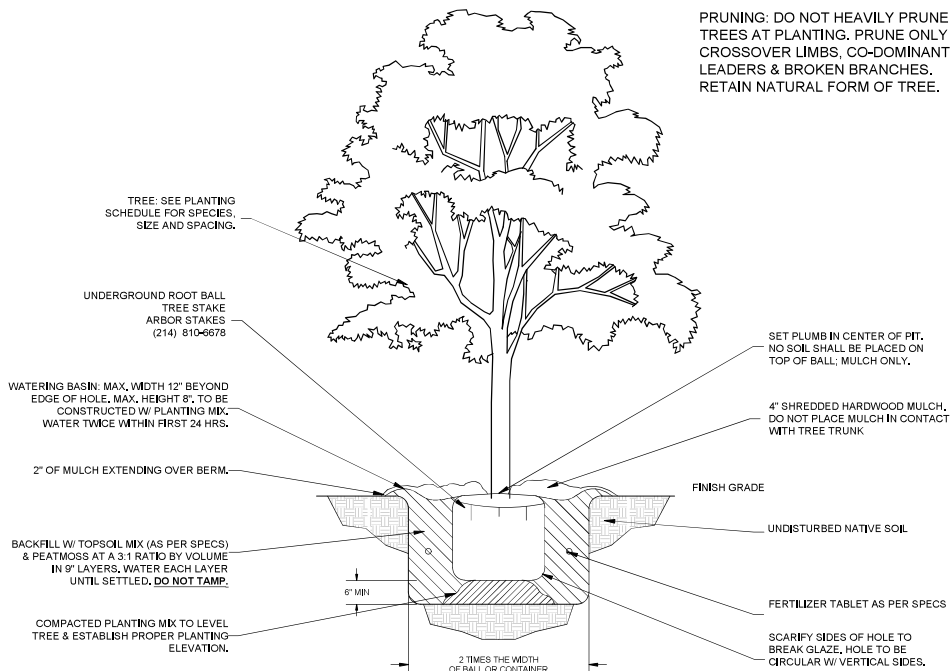 PRUNING: DO NOT HEAVILY PRUNE
TREES AT PLANTING. PRUNE ONLY
CROSSOVER LIMBS, CO-DOMINANT
LEADERS & BROKEN BRANCHES.
RETAIN NATURAL FORM OF TREE.
TREE: SEE PLANTING
SCHEDULE FOR SPECIES,
SIZE AND SPACING.
UNDERGROUND ROOT BALL
TREE STAKE
ARBOR STAKES
(214) 810-6678
WATERING BASIN: MAX. WIDTH 12" BEYOND
EDGE OF HOLE. MAX. HEIGHT 8". TO BE
CONSTRUCTED W/ PLANTING MIX.
WATER TWICE WITHIN FIRST 24 HRS.
2" OF MULCH EXTENDING OVER BERM.
BACKFILL W/ TOPSOIL MIX (AS PER SPECS)
& PEATMOSS AT A 3:1 RATIO BY VOLUME
IN 9" LAYERS. WATER EACH LAYER
UNTIL SETTLED. DO NOT TAMP.
COMPACTED PLANTING MIX TO LEVEL
TREE & ESTABLISH PROPER PLANTING
ELEVATION.
6" MIN
2 TIMES THE WIDTH
OF BALL OR CONTAINER
SET PLUMB IN CENTER OF PIT.
NO SOIL SHALL BE PLACED ON
TOP OF BALL; MULCH ONLY.
4" SHREDDED HARDWOOD MULCH.
DO NOT PLACE MULCH IN CONTACT
WITH TREE TRUNK
FINISH GRADE
UNDISTURBED NATIVE SOIL
FERTILIZER TABLET AS PER SPECS
SCARIFY SIDES OF HOLE TO
BREAK GLAZE. HOLE TO BE
CIRCULAR W/ VERTICAL SIDES.